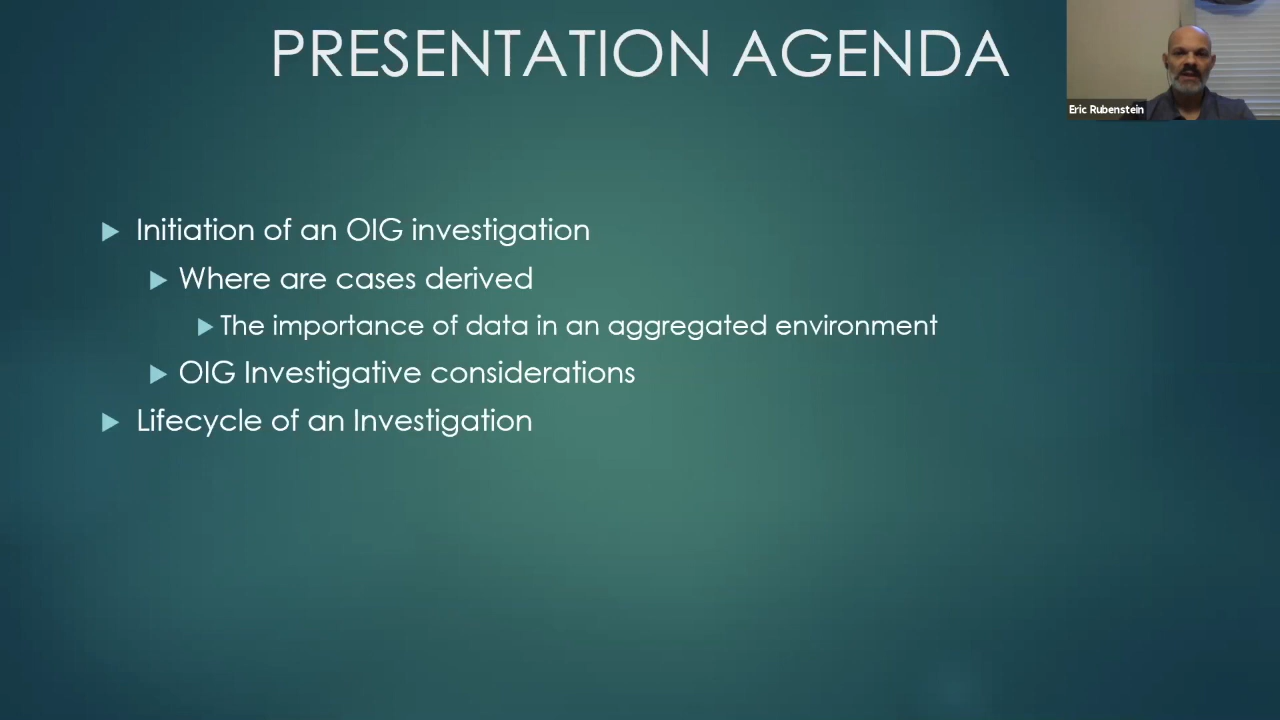 PRESENTATION AGENDA
Eric Rubenstein
Initiation of an OIG investigation
Where are cases derived
The importance of data in an aggregated environment
OIG Investigative considerations
Lifecycle of an Investigation